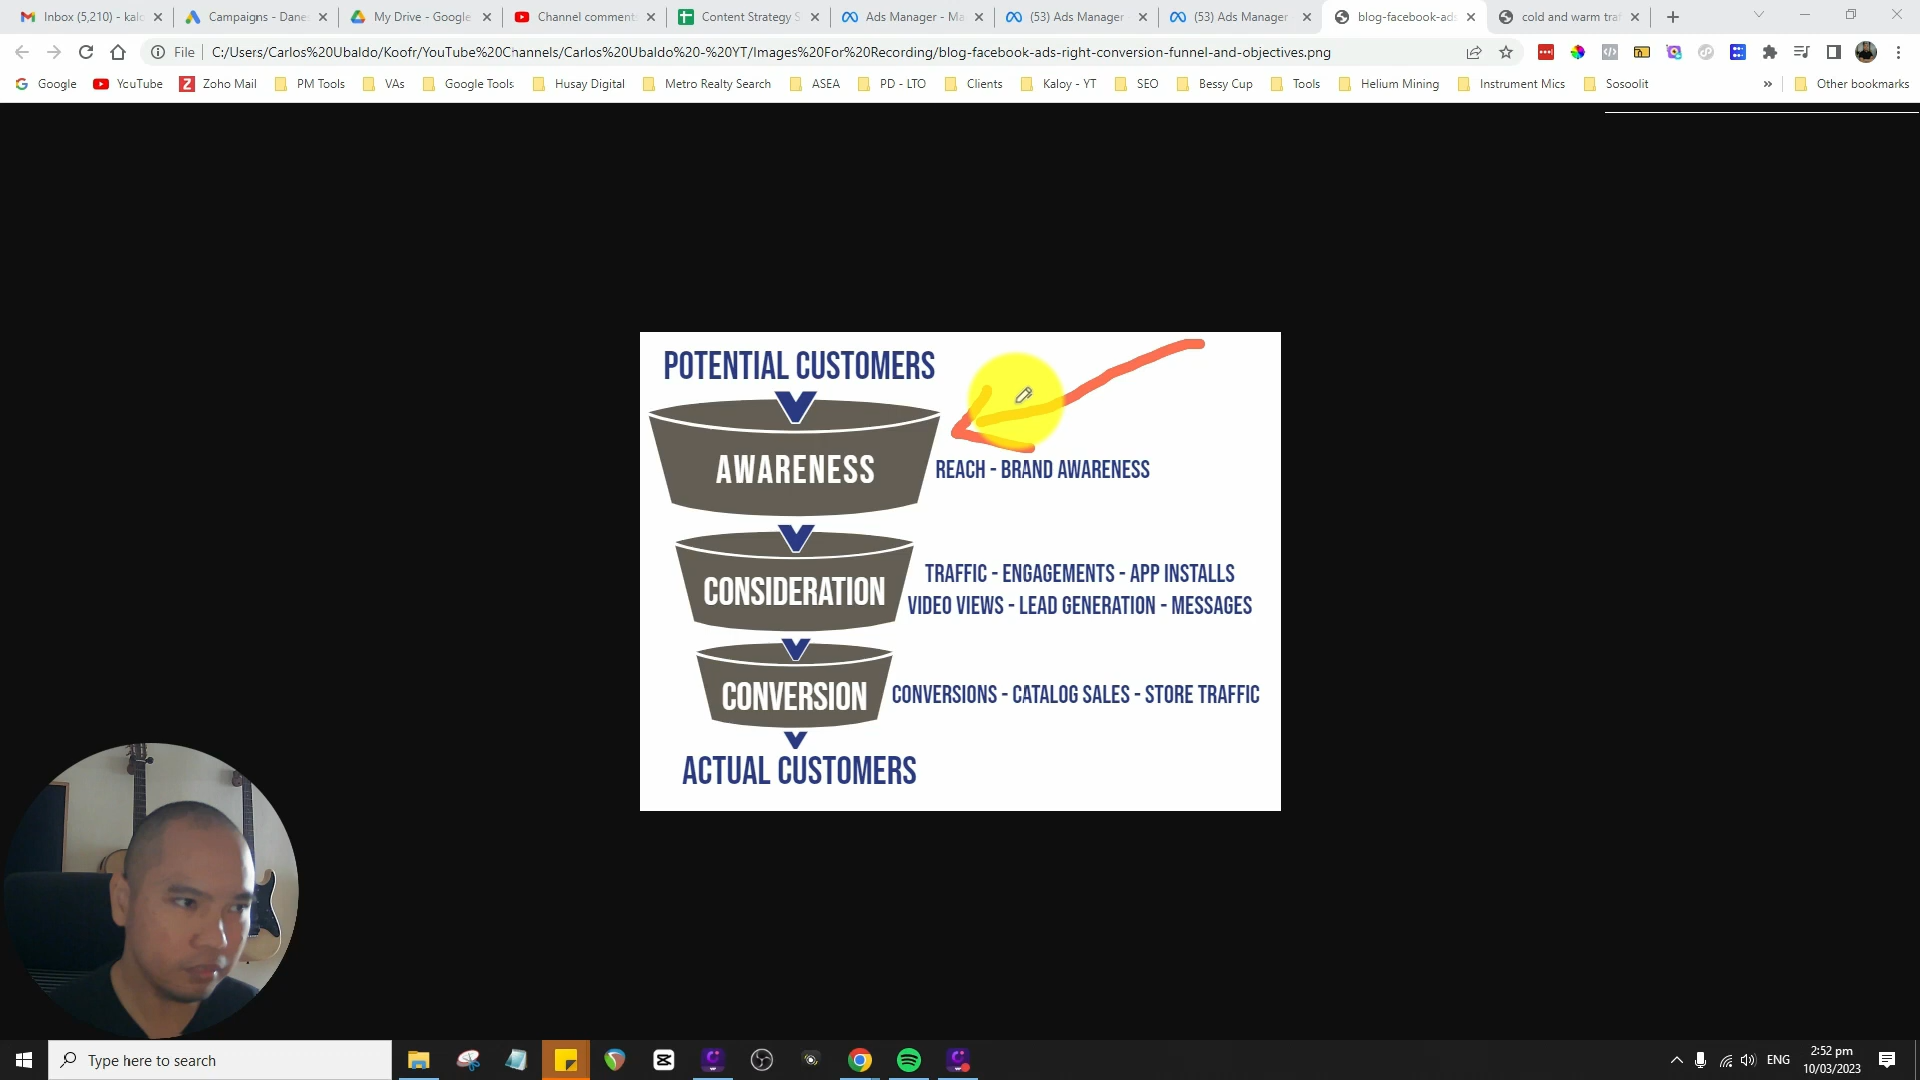 Inbox (5,210) - kalo
Campaigns - Dane
My Drive - Google
Channel comment
Content Strategy S
Ads Manager - Ma
(53) Ads Manager
(53) Ads Manager
blog-facebook-ads
cold and warm traf
File
C:/Users/Carlos%20Ubaldo/Koofr/YouTube%20Channels/Carlos%20Ubaldo%20-%20YT/Images%20For%20Recording/blog-facebook-ads-right-conversion-funnel-and-objectives.png
Google
YouTube
Zoho Mail
PM Tools
VAs
Google Tools
Husay Digital
Metro Realty Search
ASEA
PD - LTO
Clients
Kaloy - YT
SEO
Bessy Cup
Tools
Helium Mining
Instrument Mics
Sosoolit
»
Other bookmarks
POTENTIAL CUSTOMERS
AWARENESS
REACH - BRAND AWARENESS
CONSIDERATION
TRAFFIC - ENGAGEMENTS - APP INSTALLS
VIDEO VIEWS - LEAD GENERATION - MESSAGES
CONVERSION
CONVERSIONS - CATALOG SALES - STORE TRAFFIC
ACTUAL CUSTOMERS
Type here to search
ENG
2:52 pm
10/03/2023